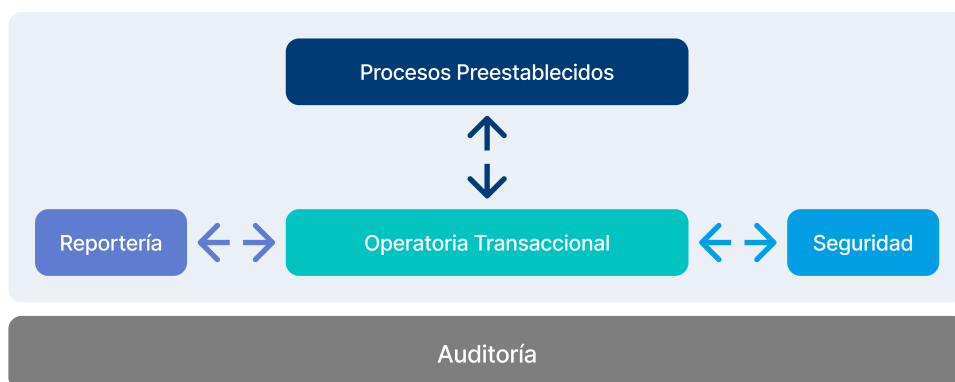 Procesos Preestablecidos
Reportería
Operatoria Transaccional
Seguridad
Auditoría